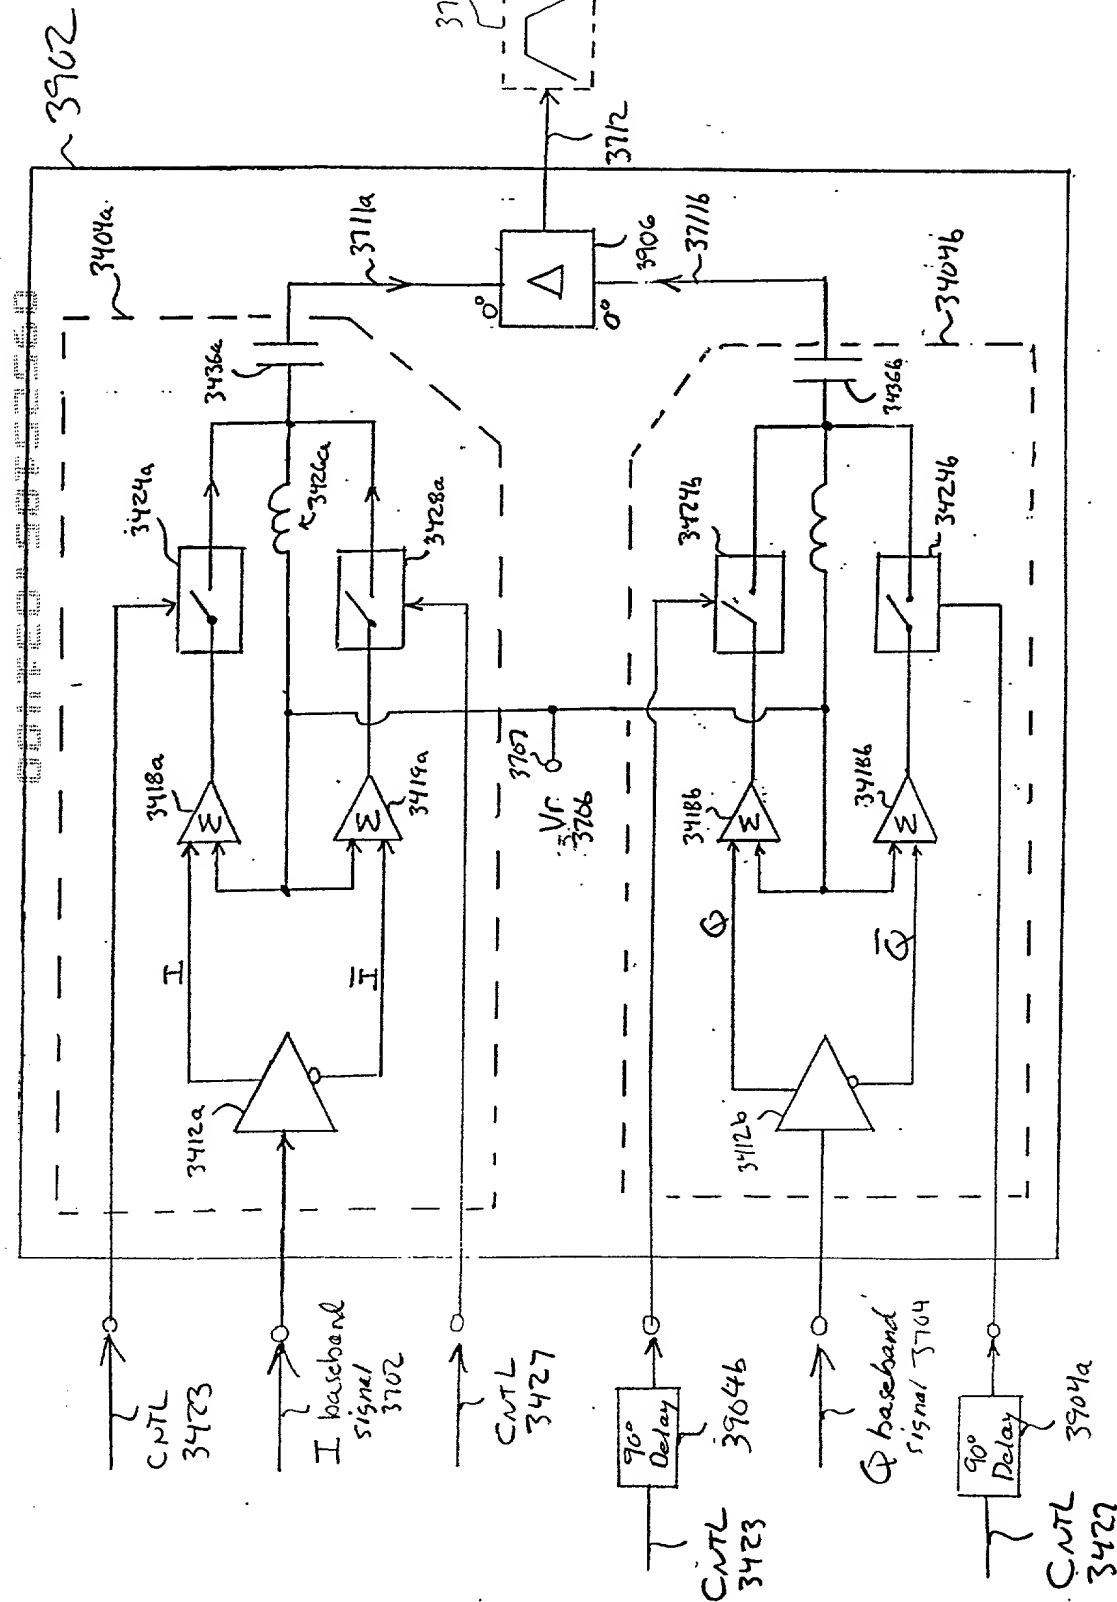 3902
3404a
3711a
3436a
3424a
3426a
3428a
3418a
3419a
I
Ī
3412a
CNTL
3423
I baseband
signal
3702
CNTL
3427
3712
Δ
0°
0°
3906
3711b
3404b
3436b
3424b
3424b
3707
Vr
3706
3418b
3418b
Σ
Σ
Σ
Σ
Q
Q̄
3412b
90°
Delay
3904b
CNTL
3423
Q baseband
signal 3704
90°
Delay
3904a
CNTL
3427